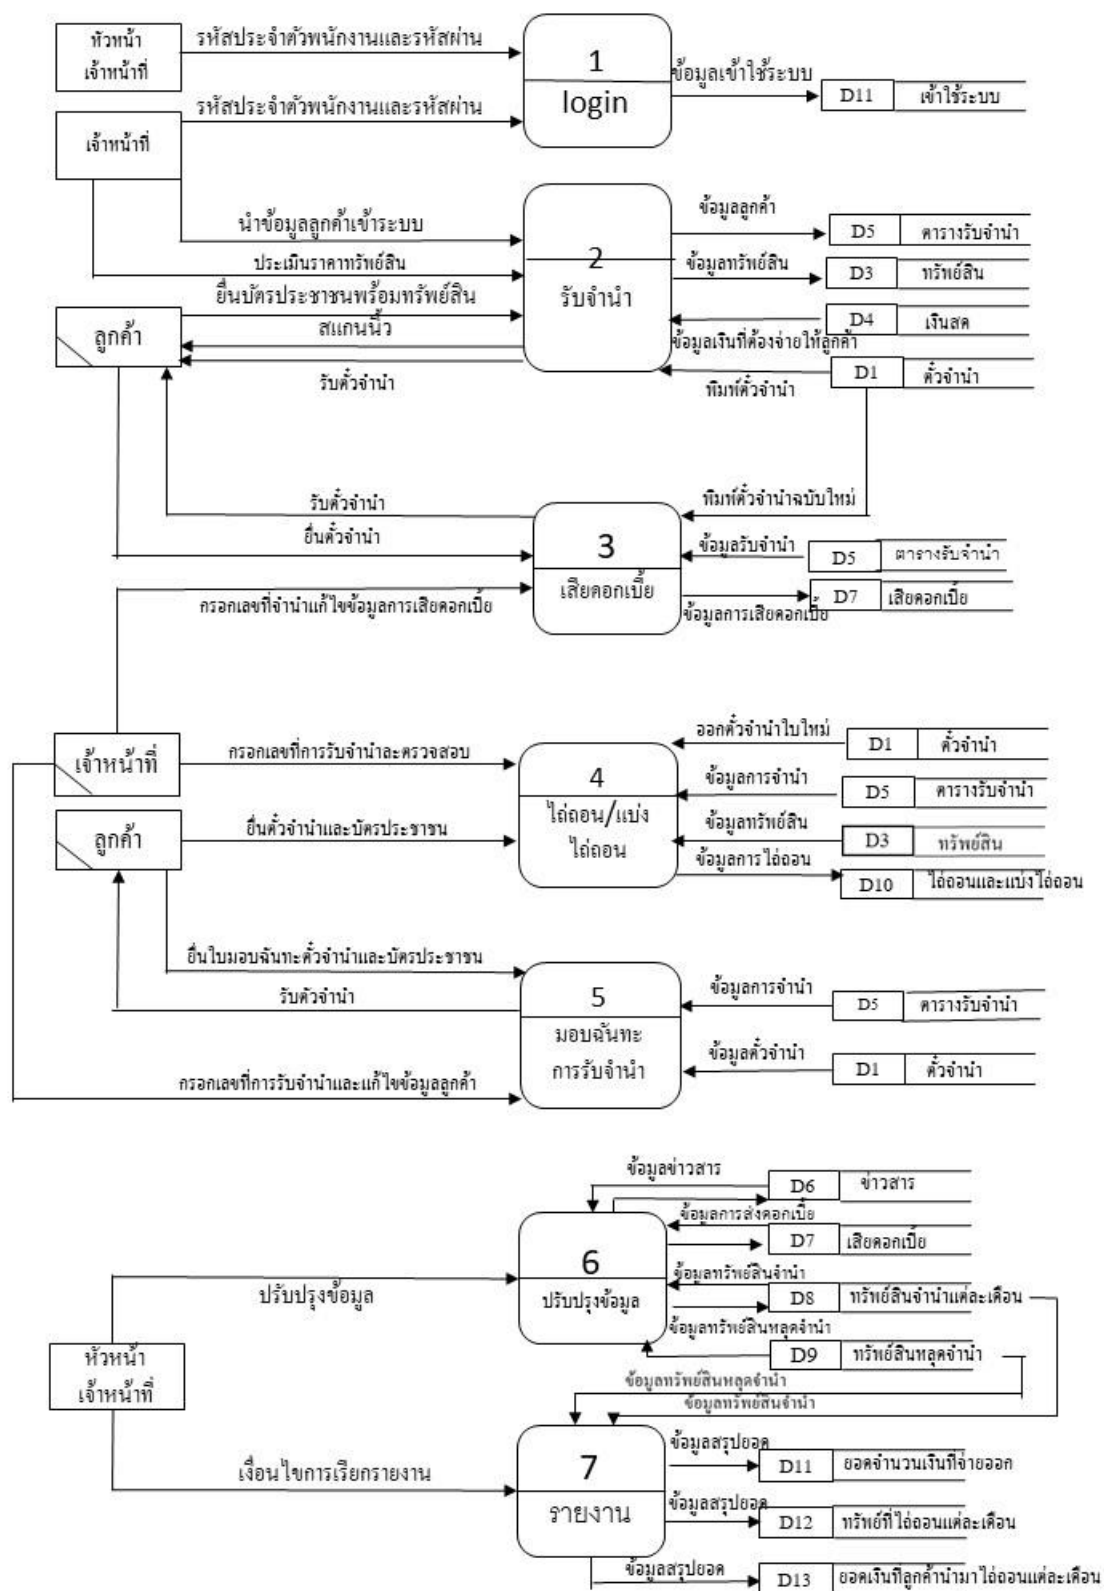 หัวหน้า
เจ้าหน้าที่
รหัสประจำตัวพนักงานและรหัสผ่าน
1
login
ข้อมูลเข้าใช้ระบบ
D11
เข้าใช้ระบบ
รหัสประจำตัวพนักงานและรหัสผ่าน
เจ้าหน้าที่
นำข้อมูลลูกค้าเข้าระบบ
ประเมินราคาทรัพย์สิน
ยื่นบัตรประชาชนพร้อมทรัพย์สิน
สแกนนิ้ว
ลูกค้า
รับตั๋วจำนำ
2
รับจำนำ
ข้อมูลลูกค้า
D5
ตารางรับจำนำ
ข้อมูลทรัพย์สิน
D3
ทรัพย์สิน
D4
เงินสด
ข้อมูลเงินที่ต้องจ่ายให้ลูกค้า
D1
ตั๋วจำนำ
พิมพ์ตั๋วจำนำ
รับตั๋วจำนำ
ยื่นตั๋วจำนำ
กรอกเลขที่จำนำแก้ไขข้อมูลการเสียดอกเบี้ย
3
เสียดอกเบี้ย
พิมพ์ตั๋วจำนำฉบับใหม่
ข้อมูลรับจำนำ
D5
ตารางรับจำนำ
D7
เสียดอกเบี้ย
ข้อมูลการเสียดอกเบี้ย
เจ้าหน้าที่
กรอกเลขที่การรับจำนำละตรวจสอบ
ลูกค้า
ยื่นตั๋วจำนำและบัตรประชาชน
4
ไถ่ถอน/แบ่ง
ไถ่ถอน
ออกตั๋วจำนำใบใหม่
D1
ตั๋วจำนำ
ข้อมูลการจำนำ
D5
ตารางรับจำนำ
ข้อมูลทรัพย์สิน
D3
ทรัพย์สิน
ข้อมูลการไถ่ถอน
D10
ไถ่ถอนและแบ่งไถ่ถอน
ยื่นใบมอบฉันทะตั๋วจำนำและบัตรประชาชน
รับตัวจำนำ
กรอกเลขที่การรับจำนำและแก้ไขข้อมูลลูกค้า
5
มอบฉันทะ
การรับจำนำ
ข้อมูลการจำนำ
D5
ตารางรับจำนำ
ข้อมูลตั๋วจำนำ
D1
ตั๋วจำนำ
ข้อมูลข่าวสาร
D6
ข่าวสาร
ข้อมูลการส่งดอกเบี้ย
D7
เสียดอกเบี้ย
6
ปรับปรุงข้อมูล
ปรับปรุงข้อมูล
ข้อมูลทรัพย์สินจำนำ
D8
ทรัพย์สินจำนำแต่ละเดือน
ข้อมูลทรัพย์สินหลุดจำนำ
D9
ทรัพย์สินหลุดจำนำ
หัวหน้า
เจ้าหน้าที่
ข้อมูลทรัพย์สินหลุดจำนำ
ข้อมูลทรัพย์สินจำนำ
เงื่อนไขการเรียกรายงาน
7
รายงาน
ข้อมูลสรุปยอด
D11
ยอดจำนวนเงินที่จ่ายออก
ข้อมูลสรุปยอด
D12
ทรัพย์ที่ไถ่ถอนแต่ละเดือน
ข้อมูลสรุปยอด
D13
ยอดเงินที่ลูกค้านำมาไถ่ถอนแต่ละเดือน